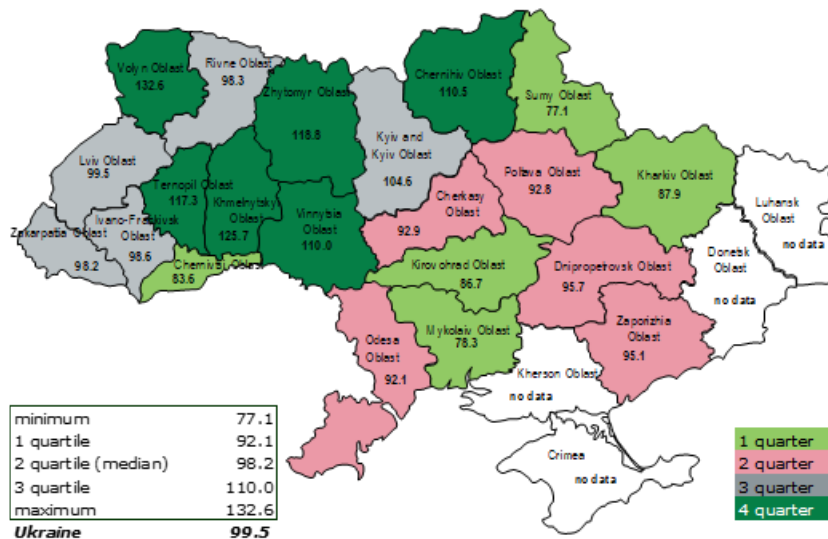 Volyn Oblast
132.6
Rivne Oblast
98.3
Zhytomyr Oblast
118.8
Kyiv and
Kyiv Oblast
104.6
Chernihiv Oblast
110.5
Sumy Oblast
77.1
Lviv Oblast
99.5
Ternopil Oblast
117.3
Khmelnytsky
Oblast
125.7
Vinnytsia
Oblast
110.0
Cherkasy
Oblast
92.9
Poltava Oblast
92.8
Kharkiv Oblast
87.9
Luhansk
Oblast
no data
Zakarpattia Oblast
98.2
Ivano-Frankivsk
Oblast
98.6
Chernivtsi Oblast
83.6
Kirovohrad Oblast
86.7
Dnipropetrovsk Oblast
95.7
Donetsk
Oblast
no data
Odesa
Oblast
92.1
Mykolaiv Oblast
78.3
Zaporizhia
Oblast
95.1
Kherson Oblast
no data
Crimea
no data
minimum 77.1
1 quartile 92.1
2 quartile (median) 98.2
3 quartile 110.0
maximum 132.6
Ukraine 99.5
1 quarter
2 quarter
3 quarter
4 quarter